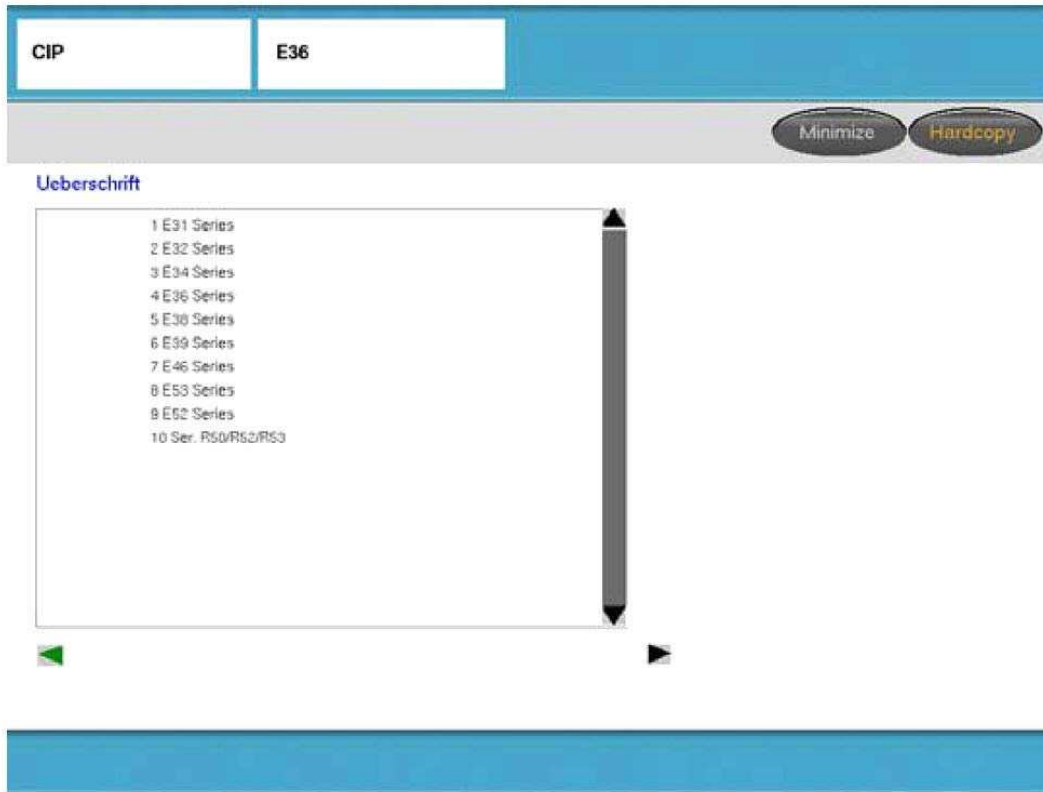 CIP E36
Minimize Hardcopy
Ueberschrift
1 E31 Series
2 E32 Series
3 E34 Series
4 E36 Series
5 E38 Series
6 E39 Series
7 E46 Series
8 E53 Series
9 E52 Series
10 Ser. R50/R52/R53